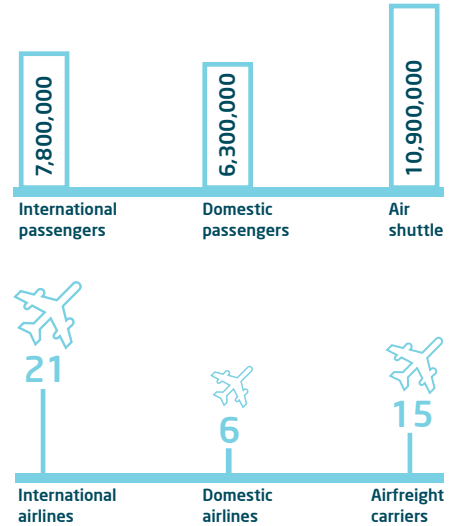 7,800,000
6,300,000
10,900,000
International
passengers
Domestic
passengers
Air
shuttle
21
6
15
International
airlines
Domestic
airlines
Airfreight
carriers